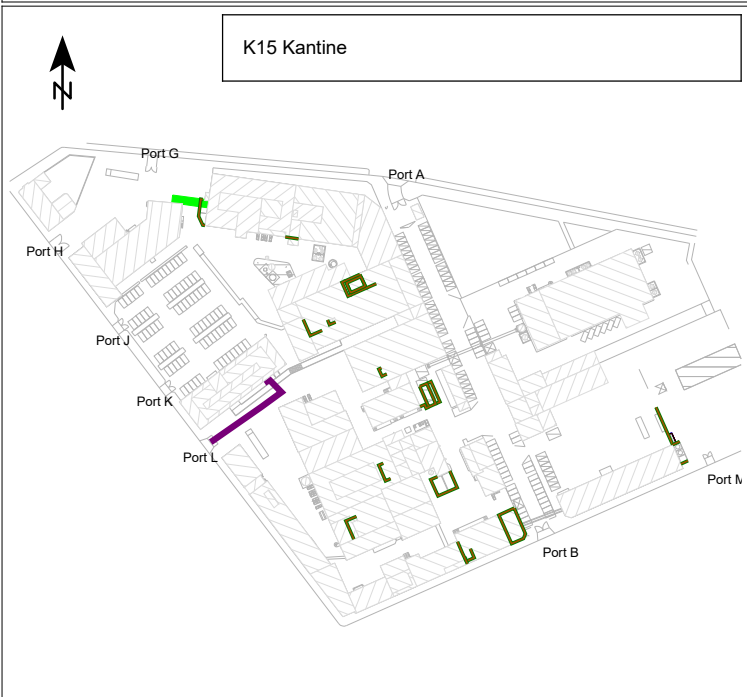 K15 Kantine
N
Port G
Port A
Port H
Port J
Port K
Port L
Port M
Port B